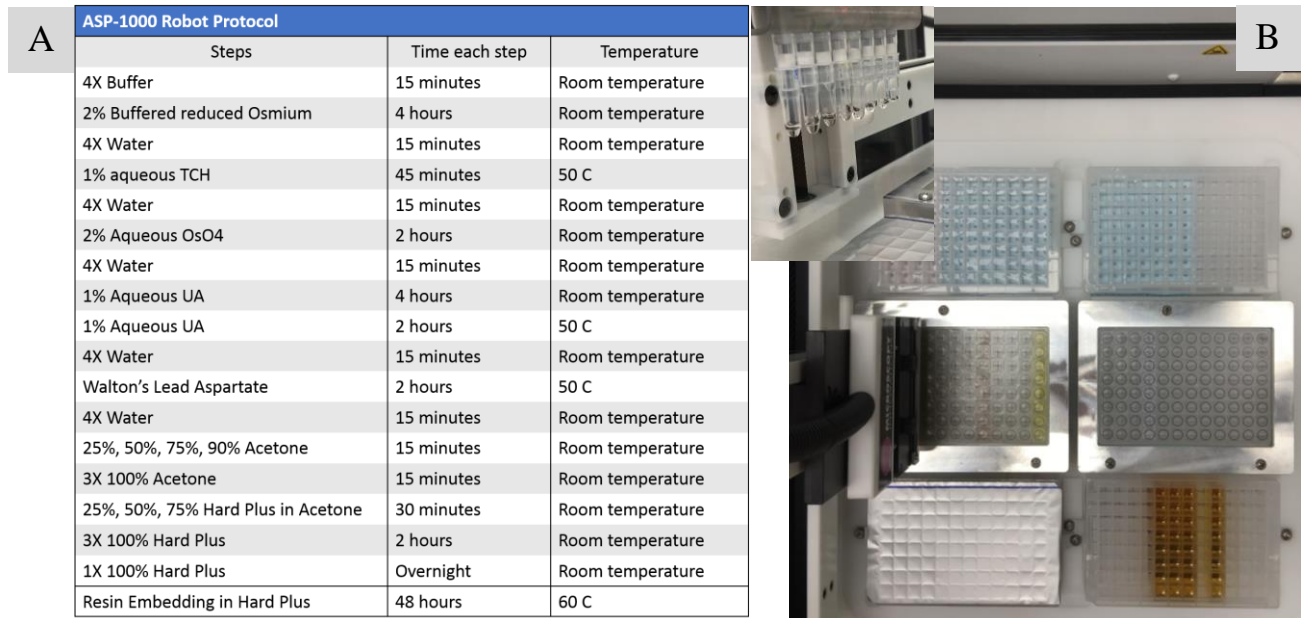 A
ASP-1000 Robot Protocol
Steps Time each step Temperature
4X Buffer 15 minutes Room temperature
2% Buffered reduced Osmium 4 hours Room temperature
4X Water 15 minutes Room temperature
1% aqueous TCH 45 minutes 50 C
4X Water 15 minutes Room temperature
2% Aqueous OsO4 2 hours Room temperature
4X Water 15 minutes Room temperature
1% Aqueous UA 4 hours Room temperature
1% Aqueous UA 2 hours 50 C
4X Water 15 minutes Room temperature
Walton's Lead Aspartate 2 hours 50 C
4X Water 15 minutes Room temperature
25%, 50%, 75%, 90% Acetone 15 minutes Room temperature
3X 100% Acetone 15 minutes Room temperature
25%, 50%, 75% Hard Plus in Acetone 30 minutes Room temperature
3X 100% Hard Plus 2 hours Room temperature
1X 100% Hard Plus Overnight Room temperature
Resin Embedding in Hard Plus 48 hours 60 C
B